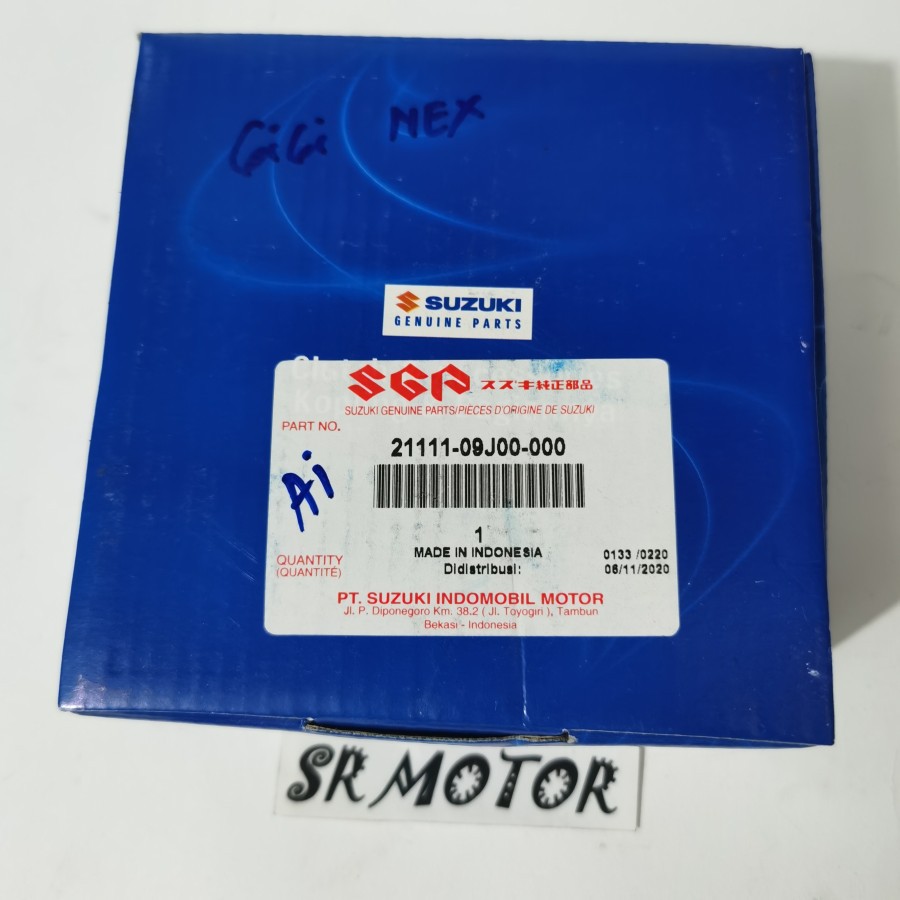 GiGi NEX
SUZUKI
GENUINE PARTS
SGP スズキ純正部品
SUZUKI GENUINE PARTS/PIÈCES D'ORIGINE DE SUZUKI
PART NO.
21111-09J00-000
Ai
1
QUANTITY
(QUANTITÉ)
MADE IN INDONESIA
Didistribusi:
0133 /0220
06/11/2020
PT. SUZUKI INDOMOBIL MOTOR
Jl. P. Diponegoro Km. 38.2 ( Jl. Toyogiri ), Tambun
Bekasi - Indonesia
SR MOTOR